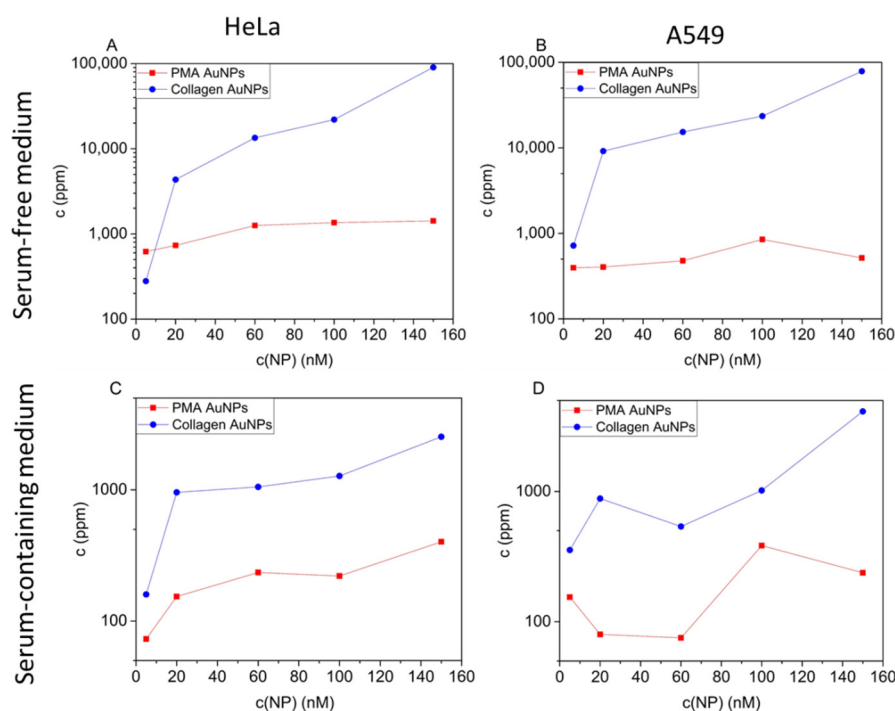 HeLa
A549
Serum-free medium
A
100,000
10,000
1,000
100
c (ppm)
PMA AuNPs
Collagen AuNPs
0 20 40 60 80 100 120 140 160
c(NP) (nM)
B
100,000
10,000
1,000
100
c (ppm)
PMA AuNPs
Collagen AuNPs
0 20 40 60 80 100 120 140 160
c(NP) (nM)
Serum-containing medium
C
1000
100
c (ppm)
PMA AuNPs
Collagen AuNPs
0 20 40 60 80 100 120 140 160
c(NP) (nM)
D
1000
100
c (ppm)
PMA AuNPs
Collagen AuNPs
0 20 40 60 80 100 120 140 160
c(NP) (nM)